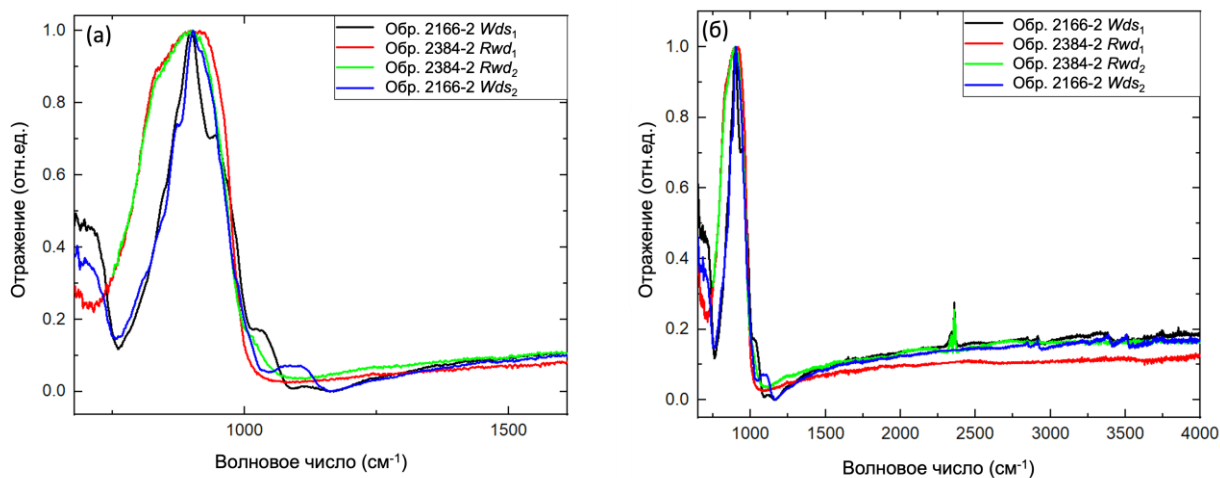 (а)
Обр. 2166-2 Wds1
Обр. 2384-2 Rwd1
Обр. 2384-2 Rwd2
Обр. 2166-2 Wds2
Отражение (отн.ед.)
1.0
0.8
0.6
0.4
0.2
0.0
1000
1500
Волновое число (см-1)
(б)
Обр. 2166-2 Wds1
Обр. 2384-2 Rwd1
Обр. 2384-2 Rwd2
Обр. 2166-2 Wds2
Отражение (отн.ед.)
1.0
0.8
0.6
0.4
0.2
0.0
1000
1500
2000
2500
3000
3500
4000
Волновое число (см-1)